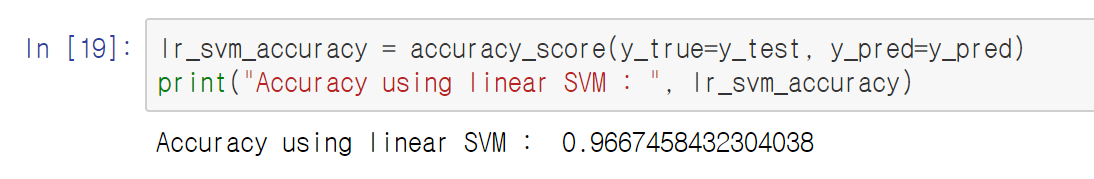 In [19]: lr_svm_accuracy = accuracy_score(y_true=y_test, y_pred=y_pred)
print("Accuracy using linear SVM : ", lr_svm_accuracy)
Accuracy using linear SVM :  0.9667458432304038